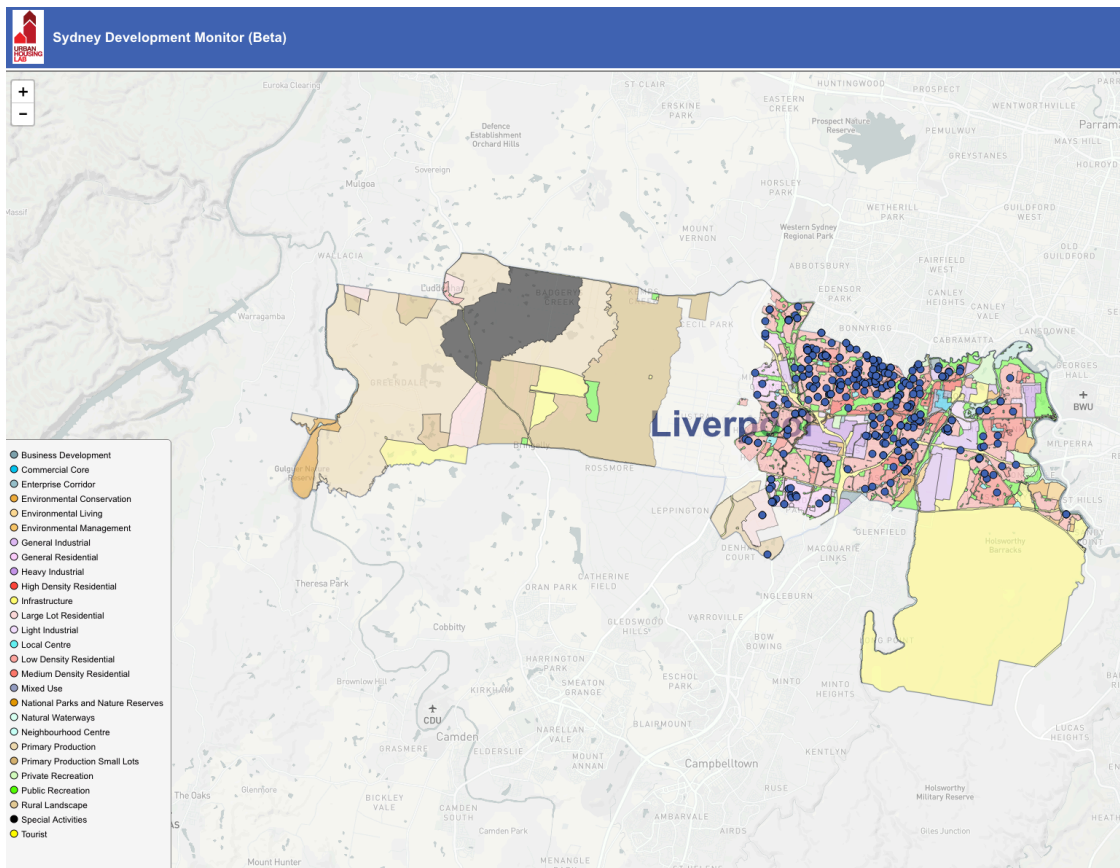 URBAN
HOUSING
LAB
Sydney Development Monitor (Beta)
+
−
Euroka Clearing
ST CLAIR
ERSKINE
PARK
EASTERN
CREEK
HUNTINGWOOD
PROSPECT
WENTWORTHVILLE
Prospect Nature
Reserve
PEMULWUY
MAYS HILL
GREYSTANES
HOLROYD
Defence
Establishment
Orchard Hills
Mulgoa
Sovereign
HORSLEY
PARK
WETHERILL
PARK
GUILDFORD
WEST
MOUNT
VERNON
Western Sydney
Regional Park
OLD
GUILDFORD
WALLACIA
ABBOTSBURY
FAIRFIELD
WEST
EDENSOR
PARK
CANLEY
HEIGHTS
CANLEY
VALE
Warragamba
CECIL PARK
BONNYRIGG
LANSDOWNE
CABRAMATTA
GEORGES
HALL
GREENDALE
BWU
Liverpool
MILPERRA
ROSSMORE
LEPPINGTON
DENHAM
COURT
MACQUARIE
LINKS
GLENFIELD
Holsworthy
Barracks
INGLEBURN
LONG POINT
Theresa Park
ORAN PARK
CATHERINE
FIELD
GLEDSWOOD
HILLS
VARROVILLE
BOW
BOWING
Cobbitty
HARRINGTON
PARK
SMEATON
GRANGE
ESCHOL
PARK
MINTO
MINTO
HEIGHTS
Brownlow Hill
KIRKHAM
CDU
Camden
NARELLAN
VALE
BLAIRMOUNT
LUCAS
HEIGHTS
KENTLYN
GRASMERE
ELDERSLIE
MOUNT
ANNAN
Campbelltown
Glenmore
The Oaks
BICKLEY
VALE
CAMDEN
SOUTH
RUSE
Holsworthy
Military Reserve
AMBARVALE
AIRDS
Camden Park
Giles Junction
MENANGLE
Mount Hunter
Business Development
Commercial Core
Enterprise Corridor
Environmental Conservation
Environmental Living
Environmental Management
General Industrial
General Residential
Heavy Industrial
High Density Residential
Infrastructure
Large Lot Residential
Light Industrial
Local Centre
Low Density Residential
Medium Density Residential
Mixed Use
National Parks and Nature Reserves
Natural Waterways
Neighbourhood Centre
Primary Production
Primary Production Small Lots
Private Recreation
Public Recreation
Rural Landscape
Special Activities
Tourist